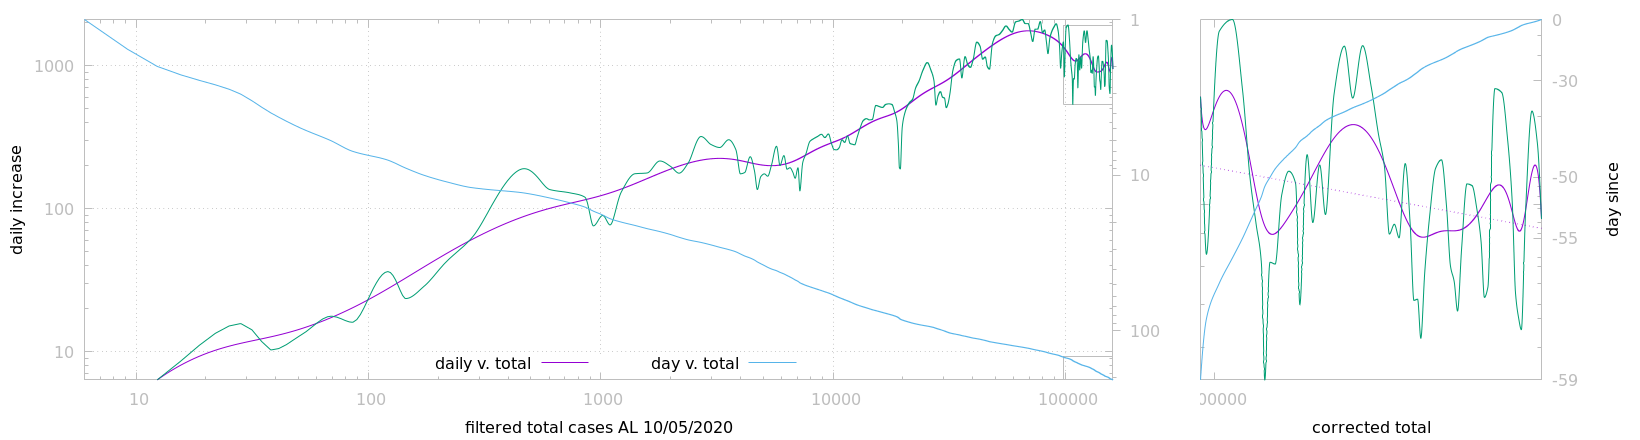 daily increase
1000
100
10
daily v. total
day v. total
10
100
1000
10000
100000
filtered total cases AL 10/05/2020
1
10
100
00000
corrected total
0
-30
-50
-55
-59
day since